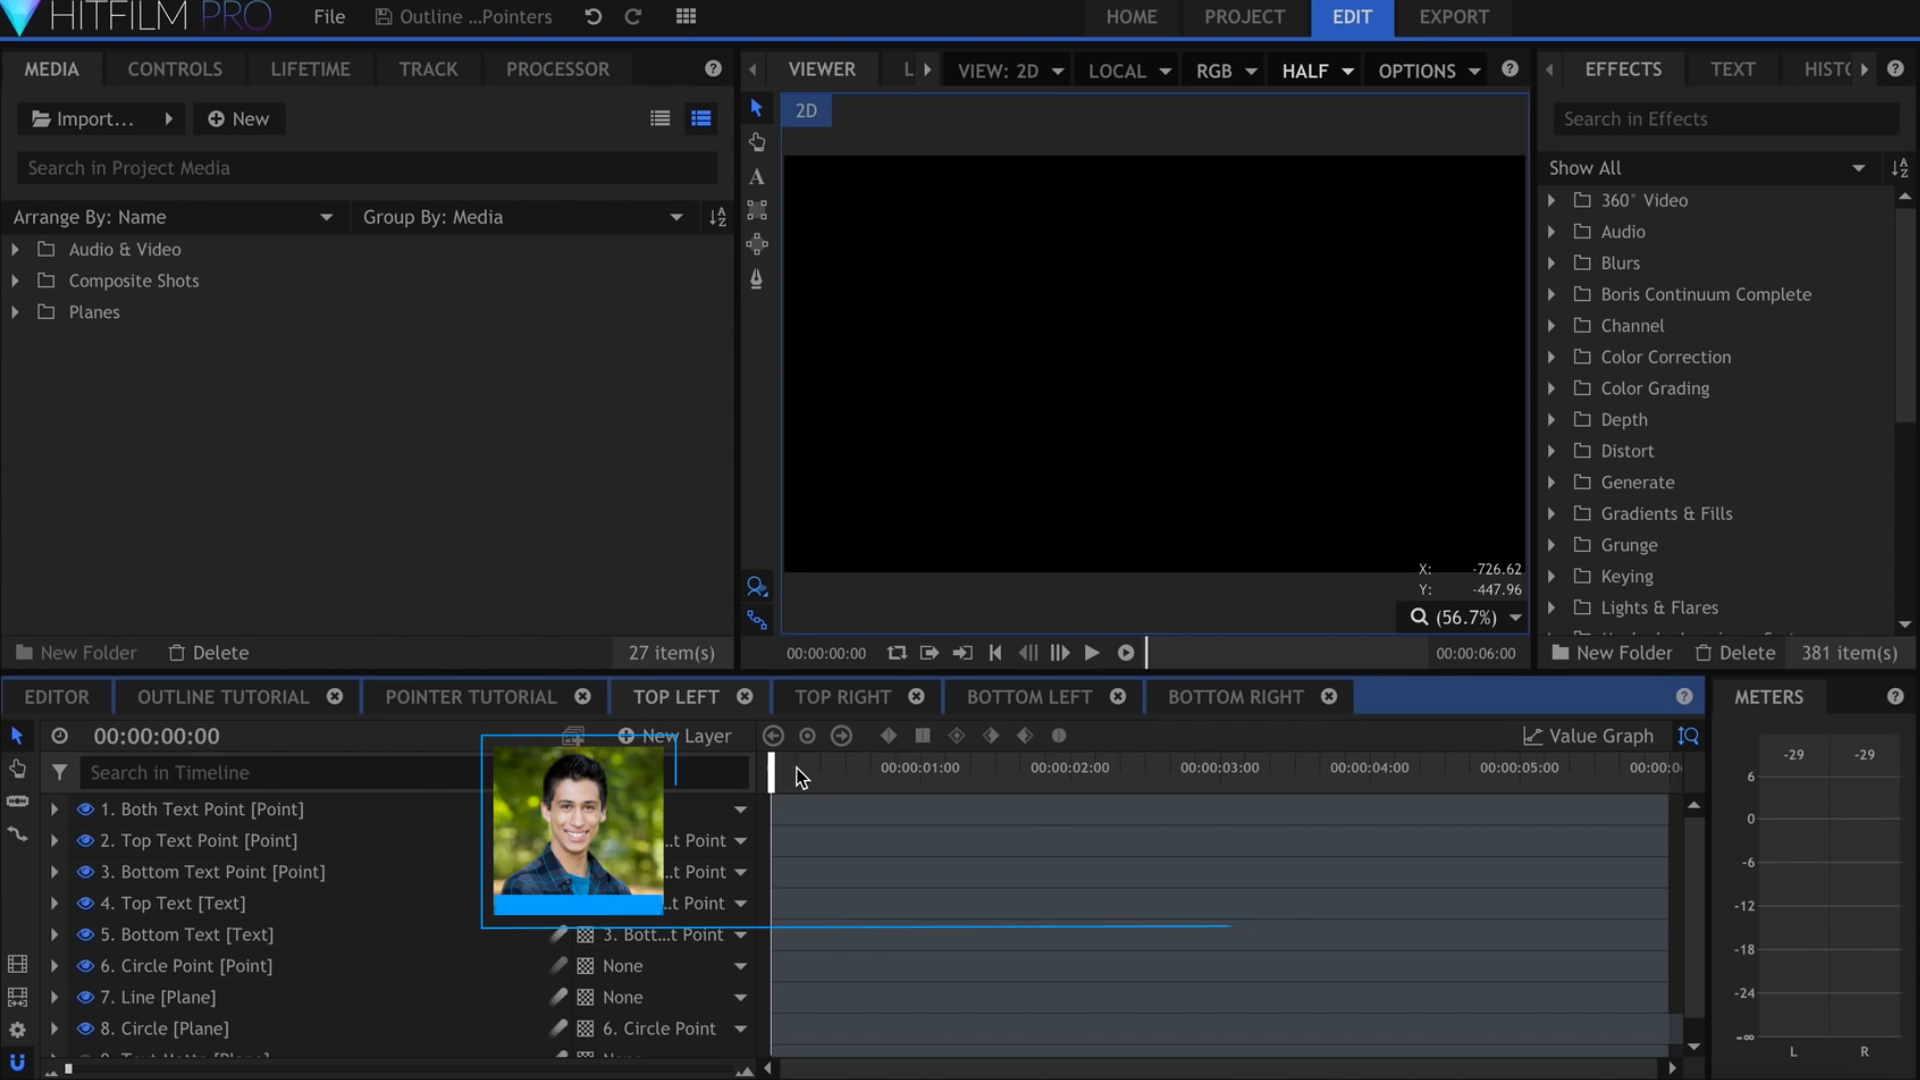 HITFILM PRO
File
Outline ...Pointers
HOME
PROJECT
EDIT
EXPORT
MEDIA
CONTROLS
LIFETIME
TRACK
PROCESSOR
VIEWER
L
VIEW: 2D
LOCAL
RGB
HALF
OPTIONS
EFFECTS
TEXT
HISTO
Import...
New
2D
Search in Effects
Search in Project Media
Show All
Arrange By: Name
Group By: Media
Audio & Video
Composite Shots
Planes
360° Video
Audio
Blurs
Boris Continuum Complete
Channel
Color Correction
Color Grading
Depth
Distort
Generate
Gradients & Fills
Grunge
Keying
Lights & Flares
X: -726.62
Y: -447.96
(56.7%)
New Folder
Delete
27 item(s)
00:00:00:00
00:00:06:00
New Folder
Delete
381 item(s)
EDITOR
OUTLINE TUTORIAL
POINTER TUTORIAL
TOP LEFT
TOP RIGHT
BOTTOM LEFT
BOTTOM RIGHT
METERS
00:00:00:00
New Layer
Value Graph
Search in Timeline
00:00:01:00
00:00:02:00
00:00:03:00
00:00:04:00
00:00:05:00
00:00:0
1. Both Text Point [Point]
2. Top Text Point [Point]
..t Point
3. Bottom Text Point [Point]
..t Point
4. Top Text [Text]
..t Point
5. Bottom Text [Text]
3. Bott...t Point
6. Circle Point [Point]
None
7. Line [Plane]
None
8. Circle [Plane]
6. Circle Point
-29
-29
6
0
-6
-12
-18
-24
-∞
L
R